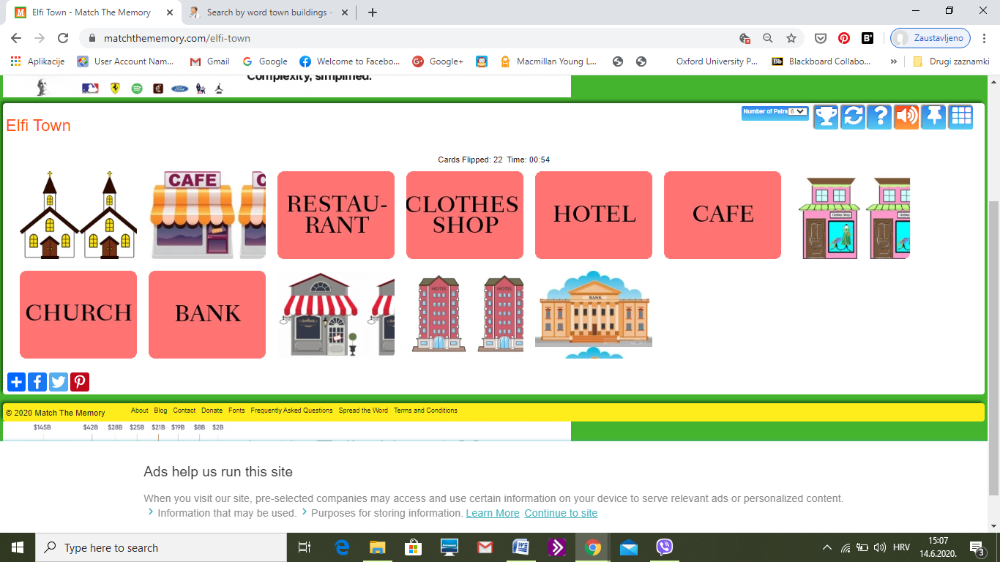 Elfi Town - Match The Memory
Search by word town buildings -
matchthememory.com/elfi-town
Zaustavljeno
Aplikacije
User Account Nam...
Gmail
Google
Welcome to Facebo...
Google+
Macmillan Young L...
Oxford University P...
Bb Blackboard Collabo...
»
Drugi zaznamki
Complexity, simplified.
Elfi Town
Number of Pairs 6
Cards Flipped: 22 Time: 00:54
CAFE
C
RESTAU-
RANT
CLOTHES
SHOP
HOTEL
CAFE
Clothes Shop
CHURCH
BANK
HOTEL
HOTEL
BANK
© 2020 Match The Memory
About Blog Contact Donate Fonts Frequently Asked Questions Spread the Word Terms and Conditions
$145B $42B $28B $25B $21B $19B $8B $2B
Ads help us run this site
When you visit our site, pre-selected companies may access and use certain information on your device to serve relevant ads or personalized content.
Information that may be used. Purposes for storing information. Learn More Continue to site
Type here to search
HRV
15:07
14.6.2020.
3